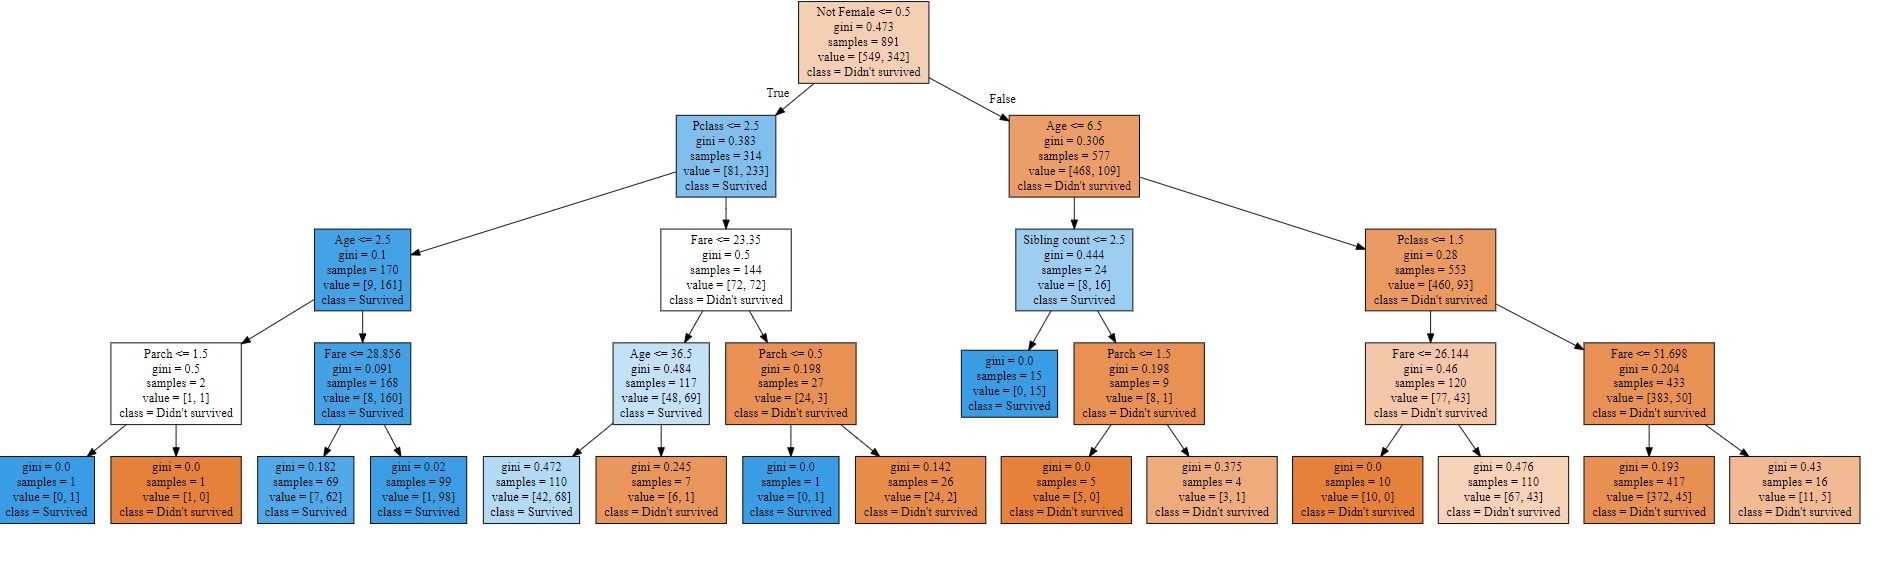 Not Female <= 0.5
gini = 0.473
samples = 891
value = [549, 342]
class = Didn't survived
True
False
Pclass <= 2.5
gini = 0.383
samples = 314
value = [81, 233]
class = Survived
Age <= 6.5
gini = 0.306
samples = 577
value = [468, 109]
class = Didn't survived
Age <= 2.5
gini = 0.1
samples = 170
value = [9, 161]
class = Survived
Fare <= 23.35
gini = 0.5
samples = 144
value = [72, 72]
class = Didn't survived
Sibling count <= 2.5
gini = 0.444
samples = 24
value = [8, 16]
class = Survived
Pclass <= 1.5
gini = 0.28
samples = 553
value = [460, 93]
class = Didn't survived
Parch <= 1.5
gini = 0.5
samples = 2
value = [1, 1]
class = Didn't survived
Fare <= 28.856
gini = 0.091
samples = 168
value = [8, 160]
class = Survived
Age <= 36.5
gini = 0.484
samples = 117
value = [48, 69]
class = Survived
Parch <= 0.5
gini = 0.198
samples = 27
value = [24, 3]
class = Didn't survived
gini = 0.0
samples = 15
value = [0, 15]
class = Survived
Parch <= 1.5
gini = 0.198
samples = 9
value = [8, 1]
class = Didn't survived
Fare <= 26.144
gini = 0.46
samples = 120
value = [77, 43]
class = Didn't survived
Fare <= 51.698
gini = 0.204
samples = 433
value = [383, 50]
class = Didn't survived
gini = 0.0
samples = 1
value = [0, 1]
class = Survived
gini = 0.0
samples = 1
value = [1, 0]
class = Didn't survived
gini = 0.182
samples = 69
value = [7, 62]
class = Survived
gini = 0.02
samples = 99
value = [1, 98]
class = Survived
gini = 0.472
samples = 110
value = [42, 68]
class = Survived
gini = 0.245
samples = 7
value = [6, 1]
class = Didn't survived
gini = 0.0
samples = 1
value = [0, 1]
class = Survived
gini = 0.142
samples = 26
value = [24, 2]
class = Didn't survived
gini = 0.0
samples = 5
value = [5, 0]
class = Didn't survived
gini = 0.375
samples = 4
value = [3, 1]
class = Didn't survived
gini = 0.0
samples = 10
value = [10, 0]
class = Didn't survived
gini = 0.476
samples = 110
value = [67, 43]
class = Didn't survived
gini = 0.193
samples = 417
value = [372, 45]
class = Didn't survived
gini = 0.43
samples = 16
value = [11, 5]
class = Didn't survived